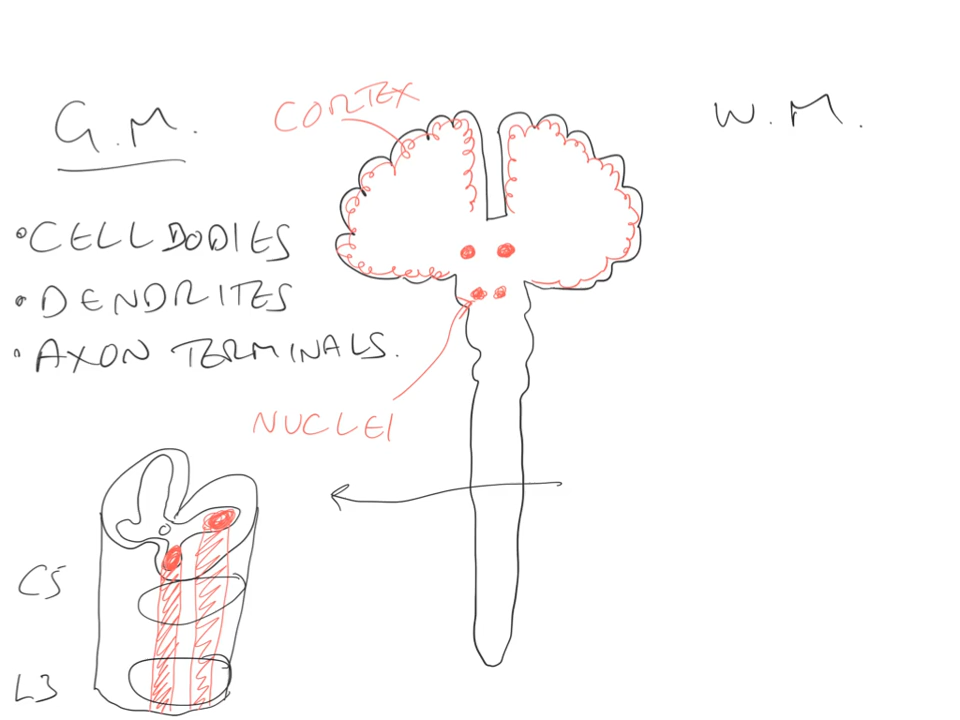 G.M.
CORTEX
W.M.
•CELL BODIES
•DENDRITES
•AXON TERMINALS.
NUCLEI
C5
L3